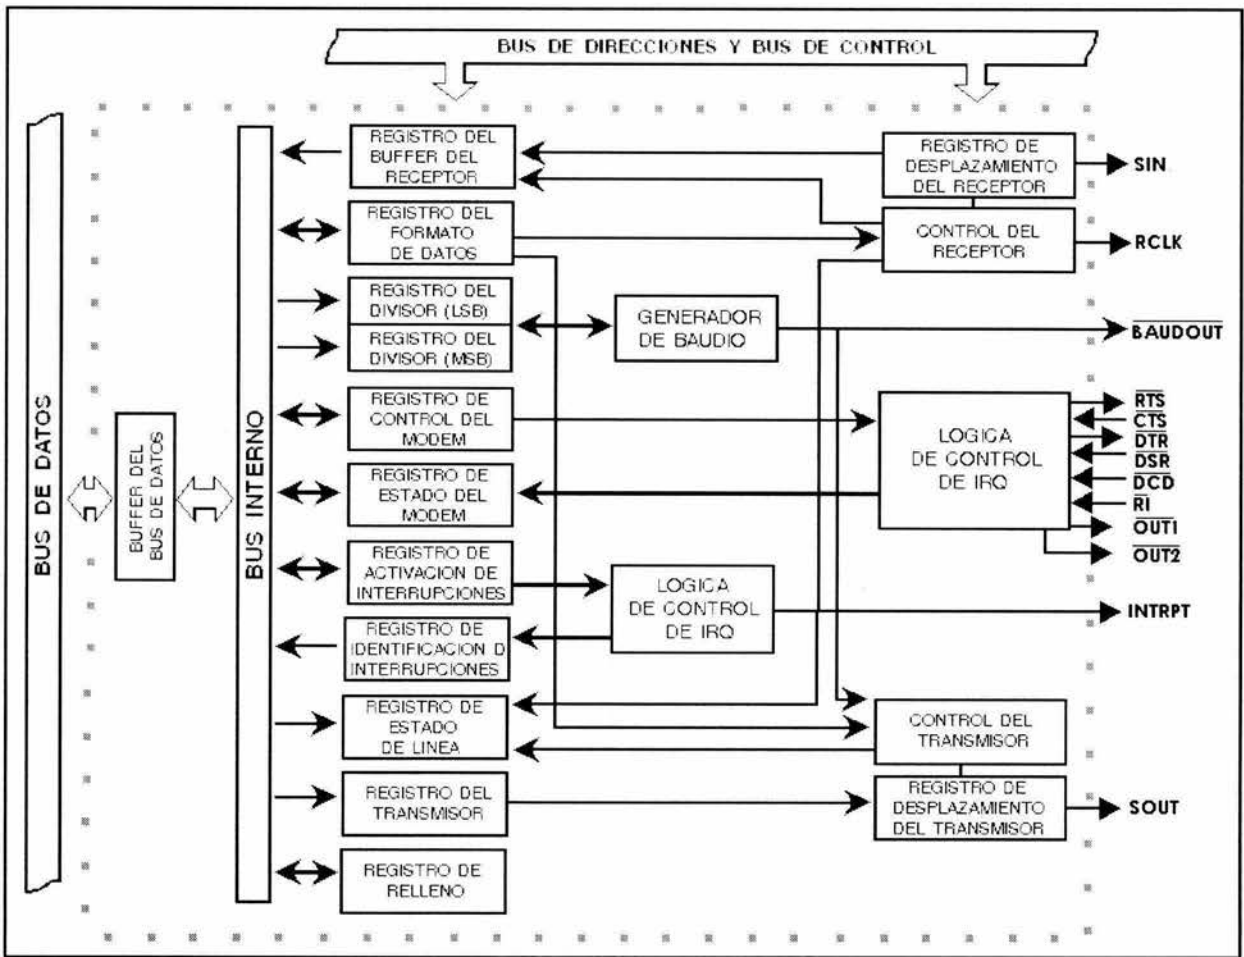 BUS DE DIRECCIONES Y BUS DE CONTROL
BUS DE DATOS
BUFFER DEL
BUS DE DATOS
BUS INTERNO
REGISTRO DEL
BUFFER DEL
RECEPTOR
REGISTRO DEL
FORMATO
DE DATOS
REGISTRO DEL
DIVISOR (LSB)
REGISTRO DEL
DIVISOR (MSB)
REGISTRO DE
CONTROL DEL
MODEM
REGISTRO DE
ESTADO DEL
MODEM
REGISTRO DE
ACTIVACION DE
INTERRUPCIONES
REGISTRO DE
IDENTIFICACION D
INTERRUPCIONES
REGISTRO DE
ESTADO
DE LINEA
REGISTRO DEL
TRANSMISOR
REGISTRO DE
RELLENO
GENERADOR
DE BAUDIO
LOGICA
DE CONTROL
DE IRQ
REGISTRO DE
DESPLAZAMIENTO
DEL RECEPTOR
CONTROL DEL
RECEPTOR
LOGICA
DE CONTROL
DE IRQ
CONTROL DEL
TRANSMISOR
REGISTRO DE
DESPLAZAMIENTO
DEL TRANSMISOR
SIN
RCLK
BAUDOUT
RTS
CTS
DTR
DSR
DCD
RI
OUT1
OUT2
INTRPT
SOUT